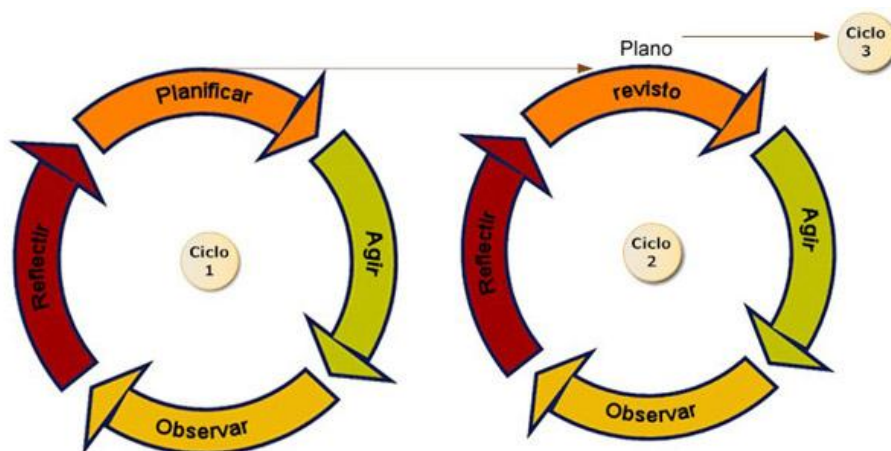 Planificar
Agir
Observar
Reflectir
Ciclo
1
Plano
revisto
Agir
Observar
Reflectir
Ciclo
2
Ciclo
3